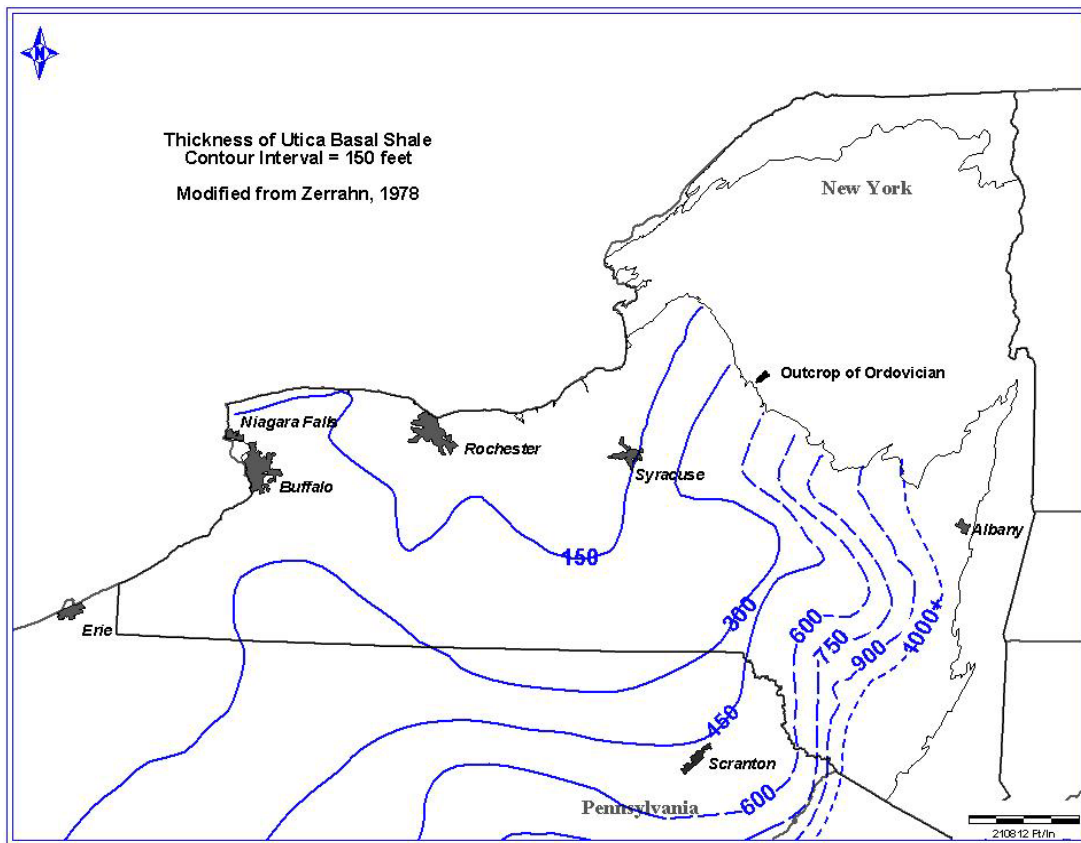 N
Thickness of Utica Basal Shale
Contour Interval = 150 feet
Modified from Zerrahn, 1978
New York
Outcrop of Ordovician
Niagara Falls
Rochester
Syracuse
Buffalo
Albany
150
Erie
300
600
750
900
1000+
450
Scranton
Pennsylvania
600
210812 Ft/In